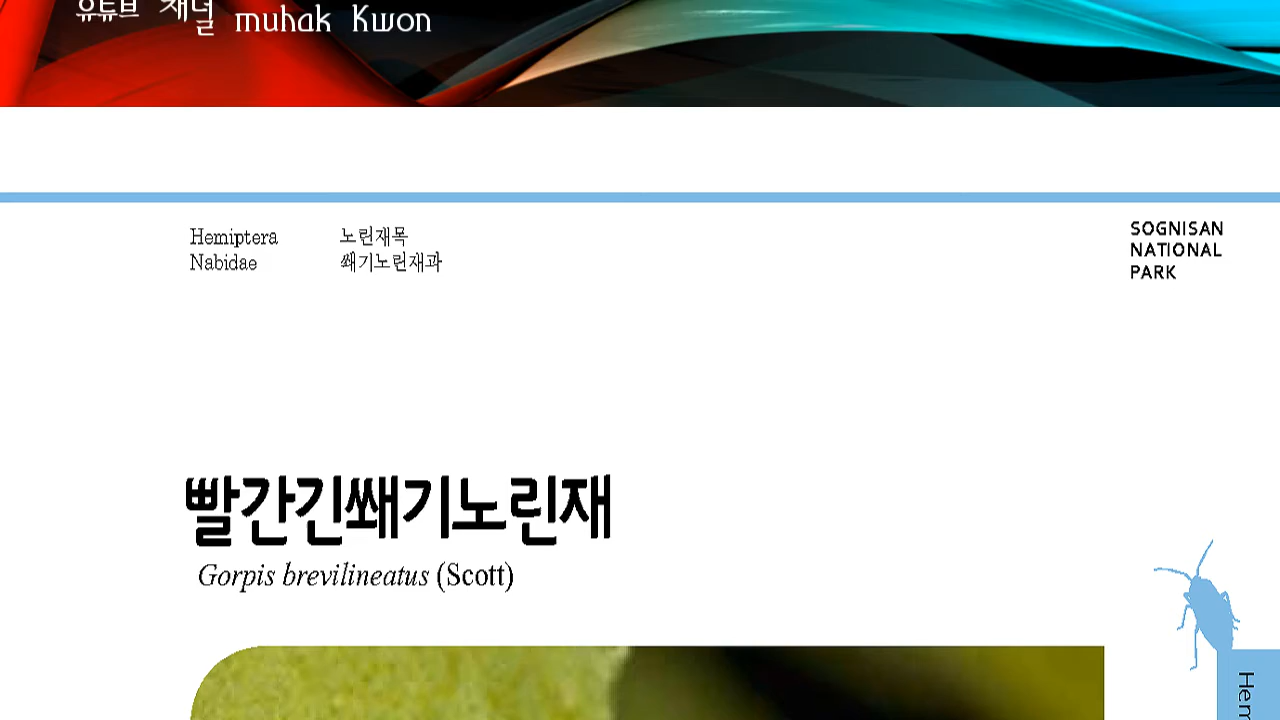 유튜브 채널 muhak Kwon
Hemiptera 노린재목
Nabidae 쐐기노린재과
SOGNISAN
NATIONAL
PARK
빨간긴쐐기노린재
Gorpis brevilineatus (Scott)
Hem